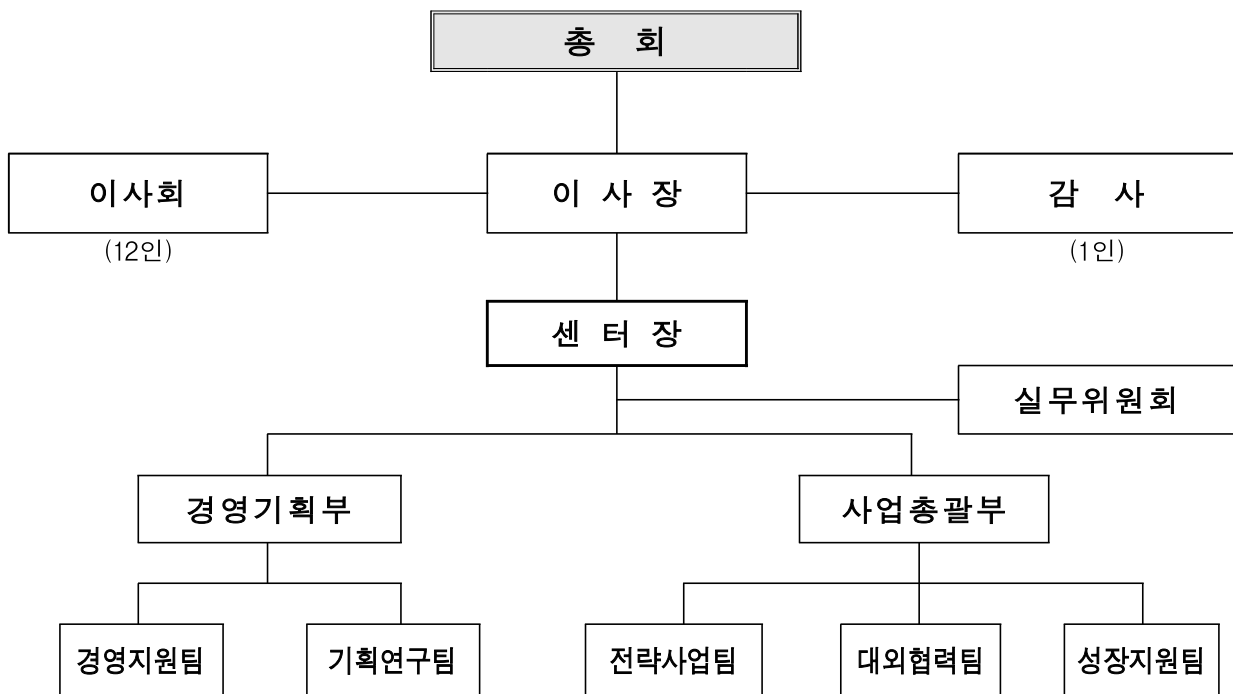 총 회
이사회
이 사 장
감 사
(12인)
(1인)
센 터 장
실무위원회
경영기획부
사업총괄부
경영지원팀
기획연구팀
전략사업팀
대외협력팀
성장지원팀